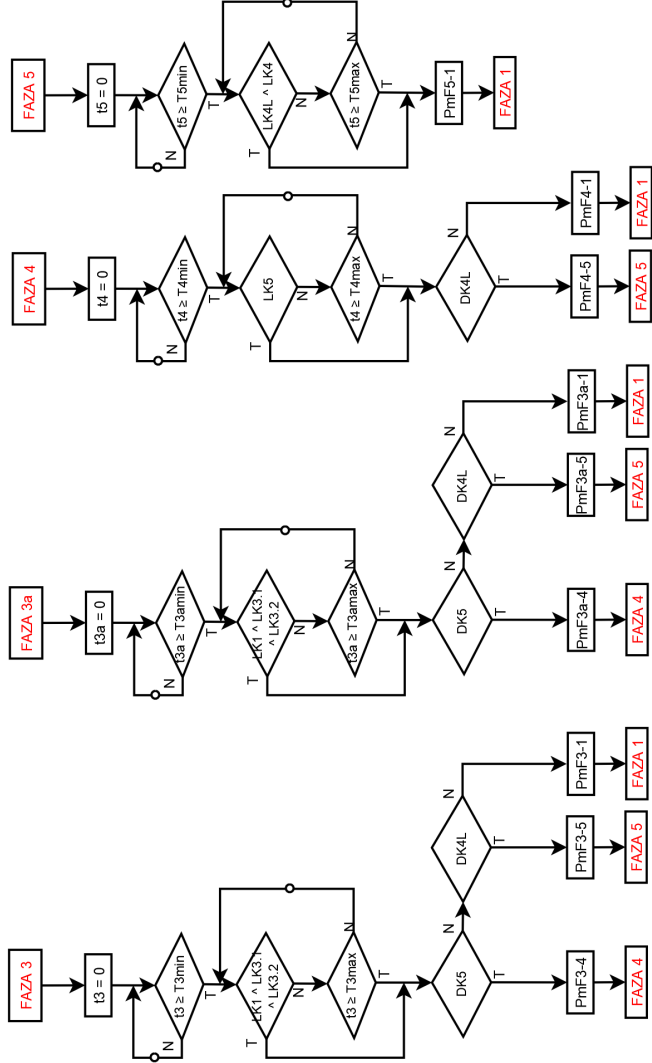 FAZA 3
t3 = 0
t3 ≥ T3min
N
T
LK1 ^ LK3.1
^ LK3.2
T
N
t3 ≥ T3max
N
T
DK5
N
T
DK4L
N
T
PmF3-4
PmF3-5
PmF3-1
FAZA 4
FAZA 5
FAZA 1
FAZA 3a
t3a = 0
t3a ≥ T3amin
N
T
LK1 ^ LK3.1
^ LK3.2
T
N
t3a ≥ T3amax
N
T
DK5
N
T
DK4L
N
T
PmF3a-4
PmF3a-5
PmF3a-1
FAZA 4
FAZA 5
FAZA 1
FAZA 4
t4 = 0
t4 ≥ T4min
N
T
LK5
T
N
t4 ≥ T4max
N
T
DK4L
N
T
PmF4-5
PmF4-1
FAZA 5
FAZA 1
FAZA 5
t5 = 0
t5 ≥ T5min
N
T
LK4L ^ LK4
T
N
t5 ≥ T5max
N
T
PmF5-1
FAZA 1